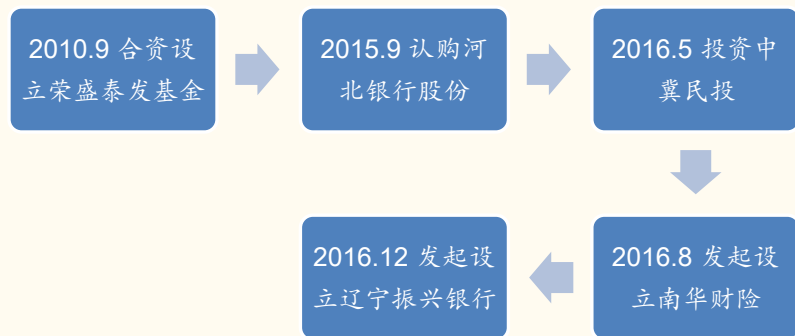 2010.9 合资设
立荣盛泰发基金
2015.9 认购河
北银行股份
2016.5 投资中
冀民投
2016.8 发起设
立南华财险
2016.12 发起设
立辽宁振兴银行